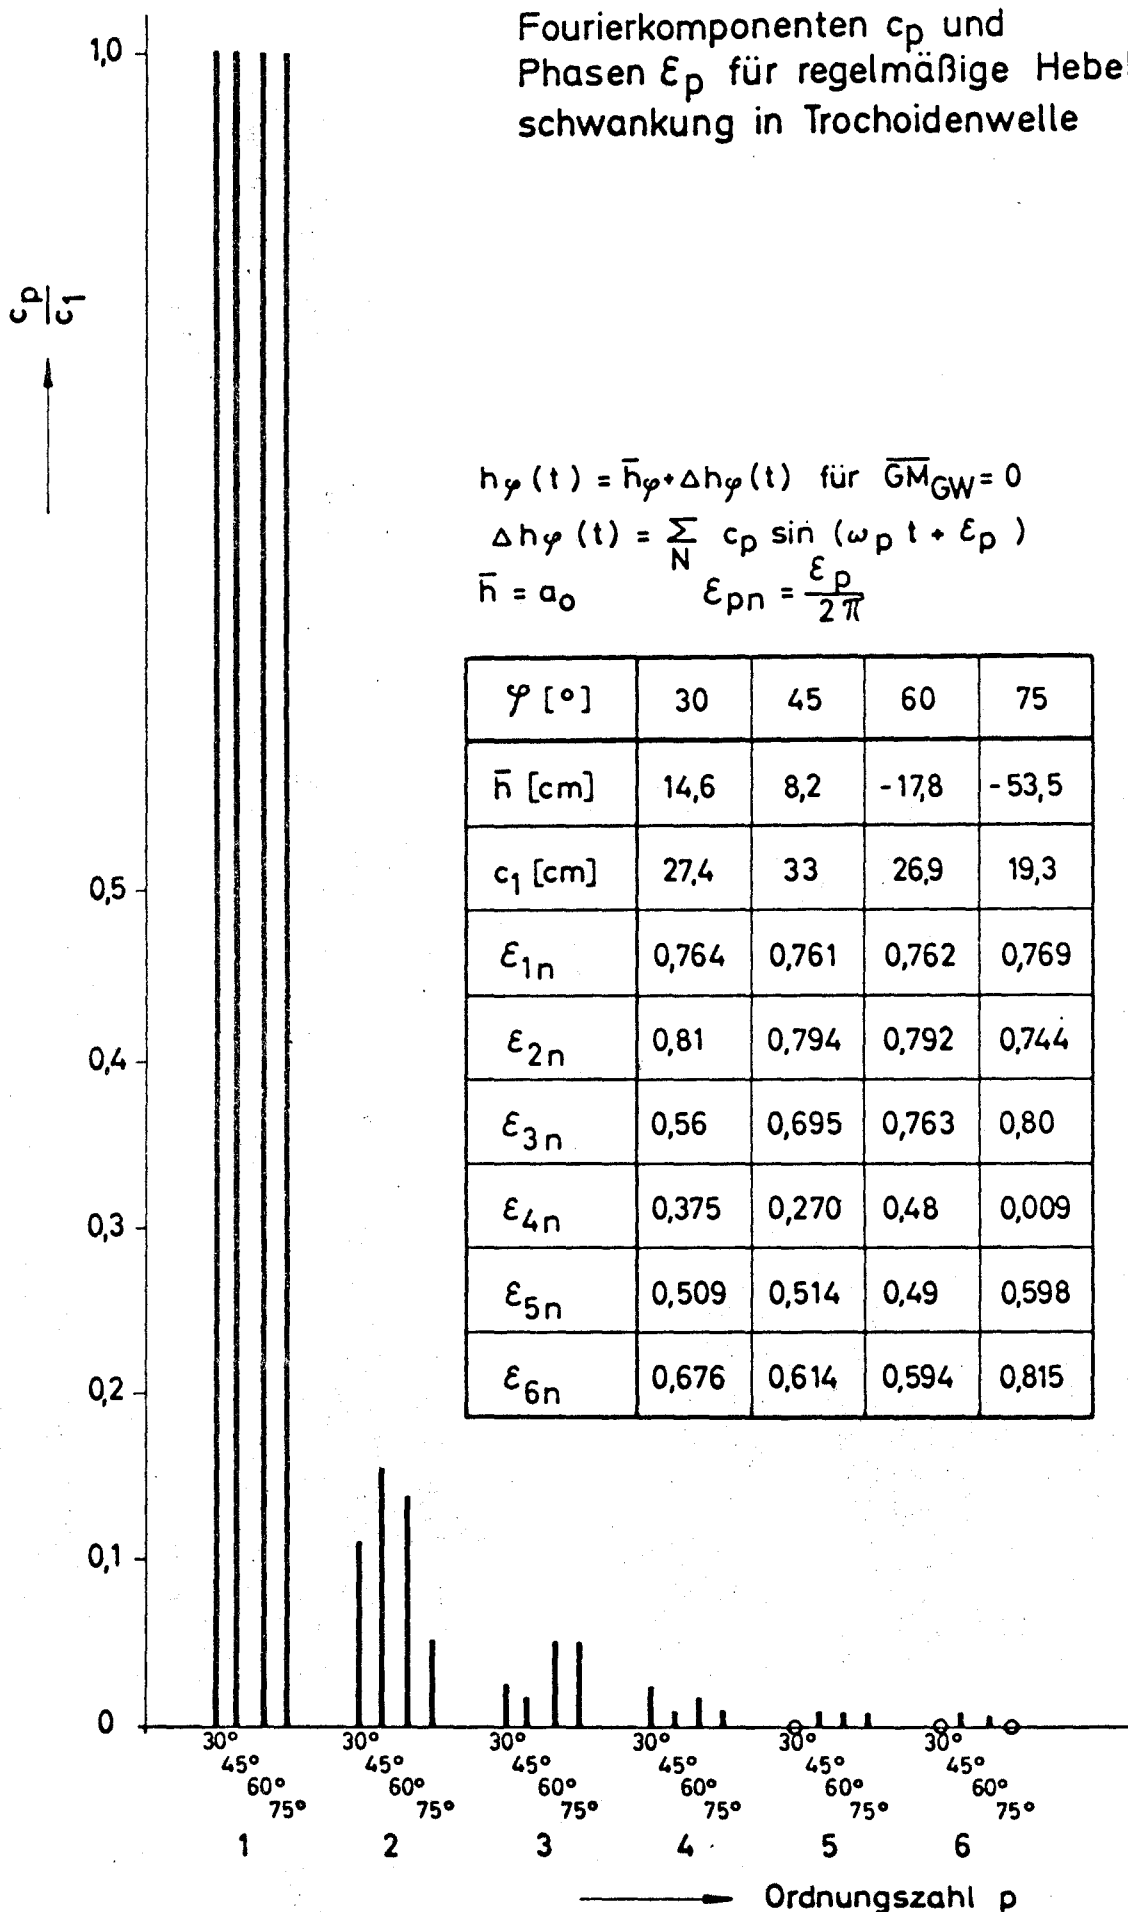 Fourierkomponenten cp und
Phasen εp für regelmäßige Hebel
schwankung in Trochoidenwelle
1,0
cp/c1
hφ(t) = h̄φ + Δhφ(t) für G̅M̅GW = 0
Δhφ(t) = Σ cp sin (ωp t + εp)
N
h̄ = a0 εpn = εp/2π
φ [°] 30 45 60 75
h̄ [cm] 14,6 8,2 -17,8 -53,5
c1 [cm] 27,4 33 26,9 19,3
ε1n 0,764 0,761 0,762 0,769
ε2n 0,81 0,794 0,792 0,744
ε3n 0,56 0,695 0,763 0,80
ε4n 0,375 0,270 0,48 0,009
ε5n 0,509 0,514 0,49 0,598
ε6n 0,676 0,614 0,594 0,815
0,5
0,4
0,3
0,2
0,1
0
30° 30° 30° 30° 30° 30°
45° 45° 45° 45° 45° 45°
60° 60° 60° 60° 60° 60°
75° 75° 75° 75° 75° 75°
1 2 3 4 5 6
Ordnungszahl p